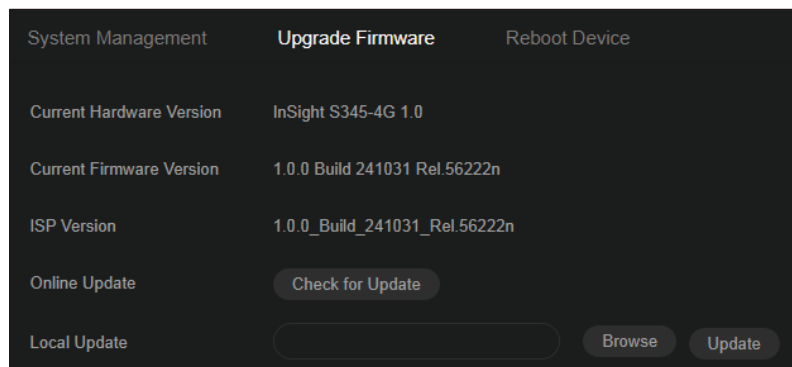 System Management Upgrade Firmware Reboot Device
Current Hardware Version InSight S345-4G 1.0
Current Firmware Version 1.0.0 Build 241031 Rel.56222n
ISP Version 1.0.0_Build_241031_Rel.56222n
Online Update Check for Update
Local Update Browse Update